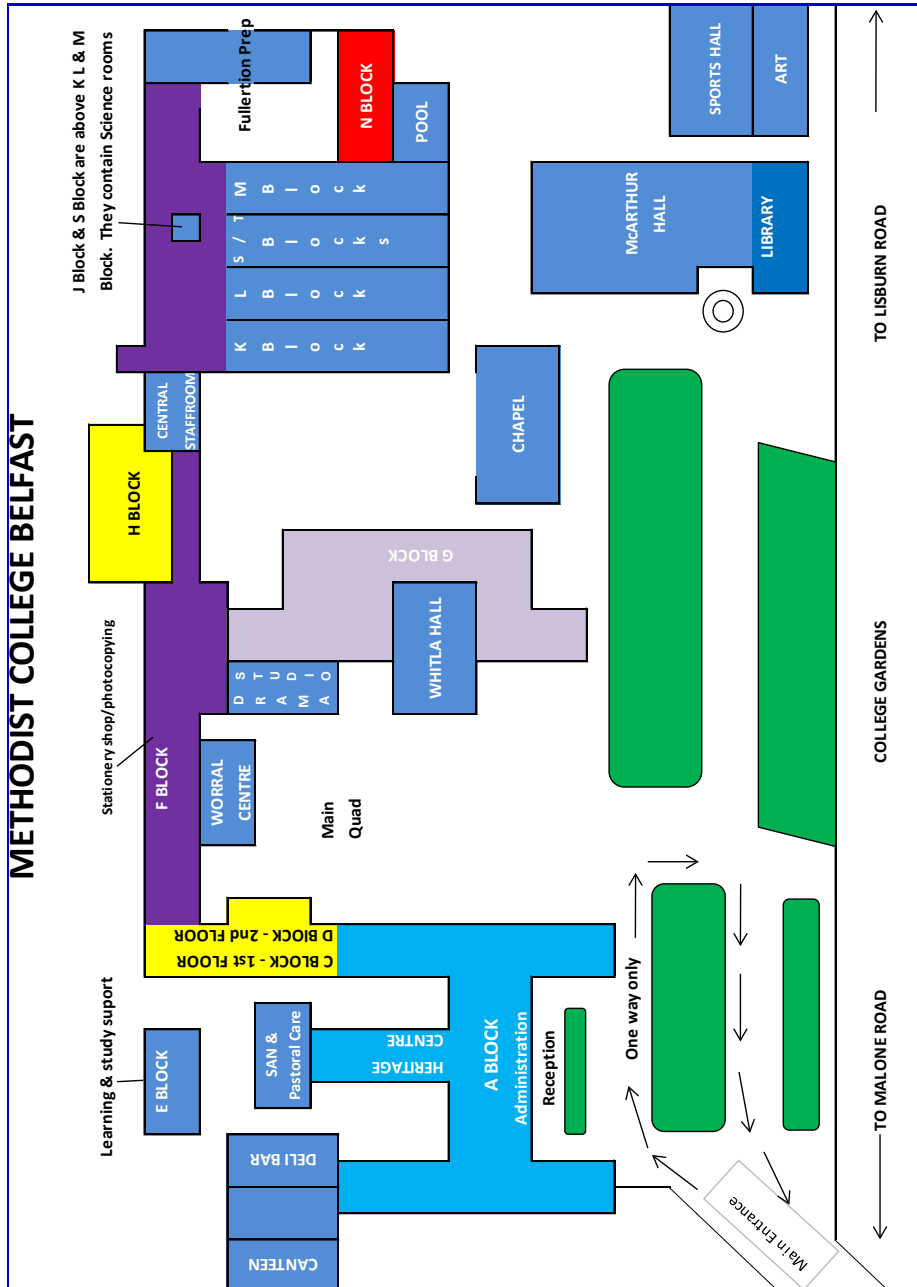 METHODIST COLLEGE BELFAST
J Block & S Block are above K L & M
Block. They contain Science rooms
Learning & study suport
Stationery shop/photocopying
E BLOCK
F BLOCK
H BLOCK
CENTRAL
STAFFROOM
C BLOCK - 1st FLOOR
D BlOCK - 2nd FLOOR
WORRAL
CENTRE
Fullertion Prep
CANTEEN
DELI BAR
SAN &
Pastoral Care
DRAMA
STUDIO
K Block
L Block
S/T Blocks
M Block
N BLOCK
POOL
Main
Quad
HERITAGE
CENTRE
G BLOCK
WHITLA HALL
CHAPEL
A BLOCK
Administration
Reception
One way only
McARTHUR
HALL
LIBRARY
SPORTS HALL
ART
Main Entrance
TO MALONE ROAD
COLLEGE GARDENS
TO LISBURN ROAD